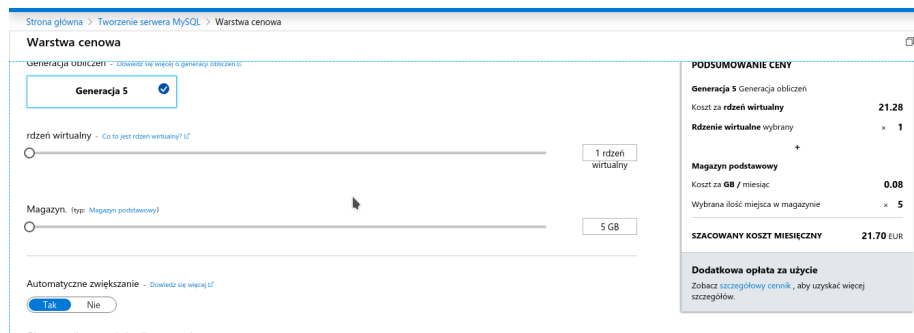 Strona główna > Tworzenie serwera MySQL > Warstwa cenowa
Warstwa cenowa
Generacja obliczeń - Dowiedz się więcej o generacji obliczeń
Generacja 5
rdzeń wirtualny - Co to jest rdzeń wirtualny?
1 rdzeń
wirtualny
Magazyn. (typ: Magazyn podstawowy)
5 GB
Automatyczne zwiększanie - Dowiedz się więcej
Tak Nie
PODSUMOWANIE CENY
Generacja 5 Generacja obliczeń
Koszt za rdzeń wirtualny 21.28
Rdzenie wirtualne wybrany × 1
+
Magazyn podstawowy
Koszt za GB / miesiąc 0.08
Wybrana ilość miejsca w magazynie × 5
SZACOWANY KOSZT MIESIĘCZNY 21.70 EUR
Dodatkowa opłata za użycie
Zobacz szczegółowy cennik , aby uzyskać więcej
szczegółów.